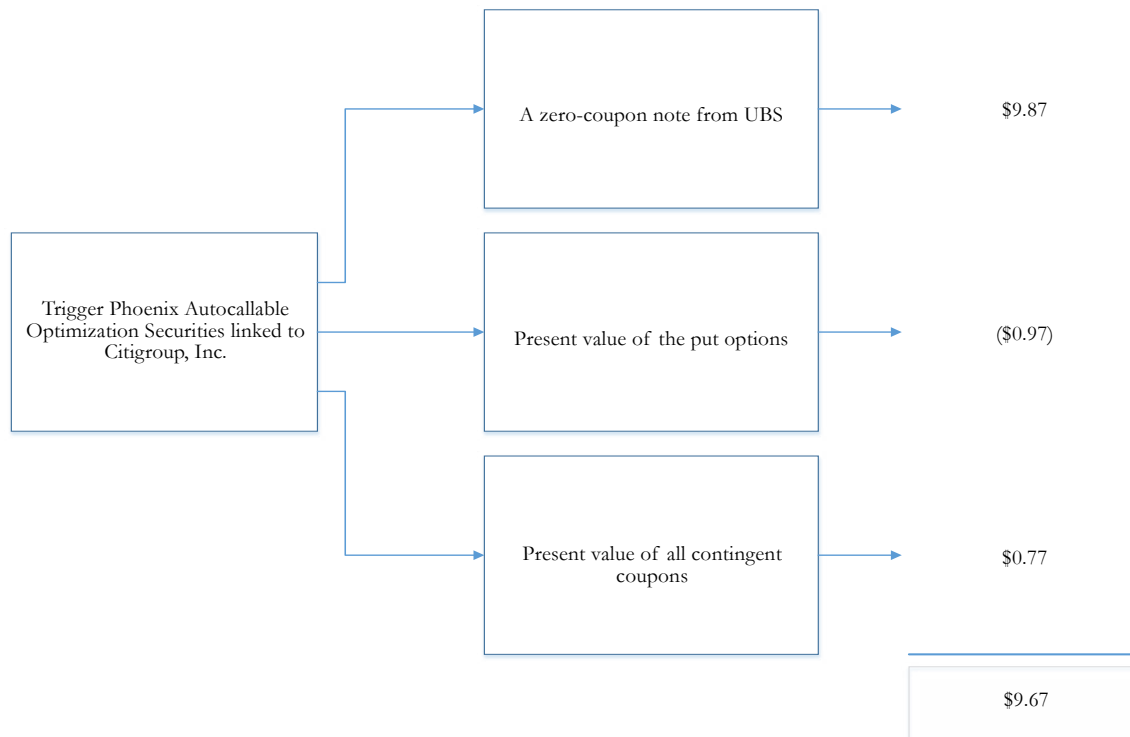 A zero-coupon note from UBS
$9.87
Trigger Phoenix Autocallable
Optimization Securities linked to
Citigroup, Inc.
Present value of the put options
($0.97)
Present value of all contingent
coupons
$0.77
$9.67